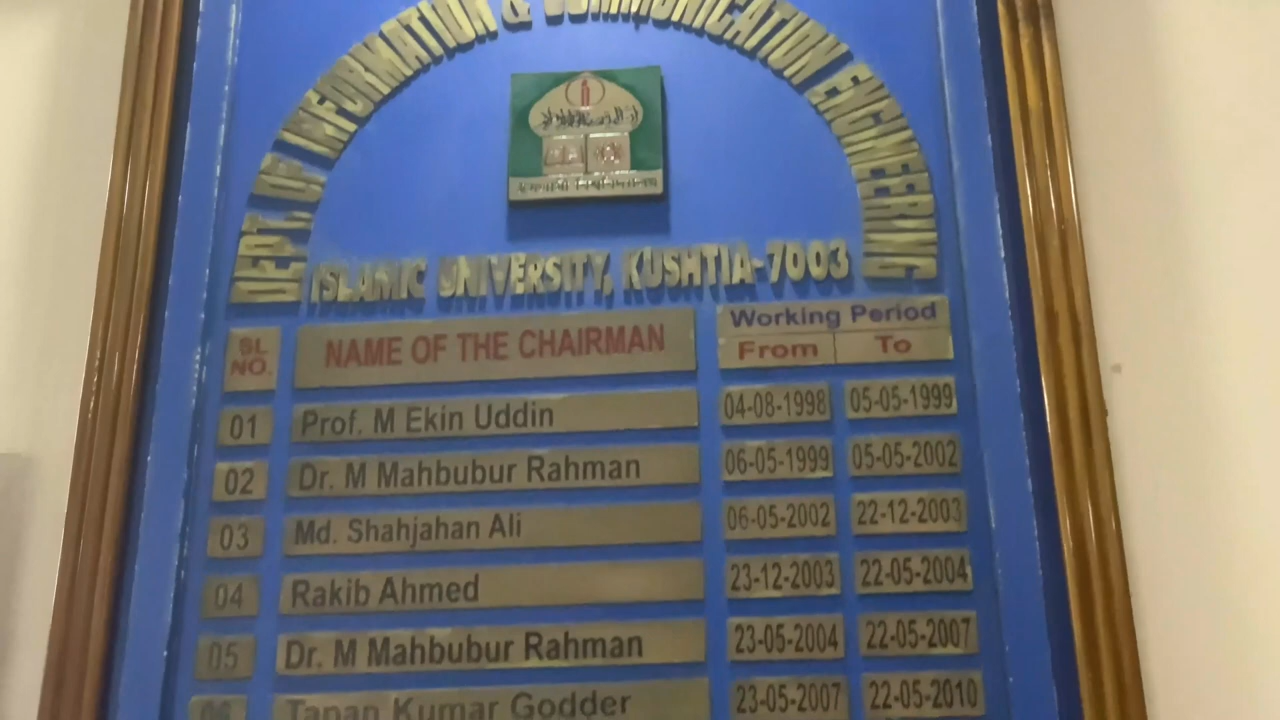 DEPT. OF INFORMATION & COMMUNICATION ENGINEERING
ISLAMIC UNIVERSITY, KUSHTIA-7003
SL NO. NAME OF THE CHAIRMAN Working Period
From To
01 Prof. M Ekin Uddin 04-08-1998 05-05-1999
02 Dr. M Mahbubur Rahman 06-05-1999 05-05-2002
03 Md. Shahjahan Ali 06-05-2002 22-12-2003
04 Rakib Ahmed 23-12-2003 22-05-2004
05 Dr. M Mahbubur Rahman 23-05-2004 22-05-2007
06 Tapan Kumar Godder 23-05-2007 22-05-2010